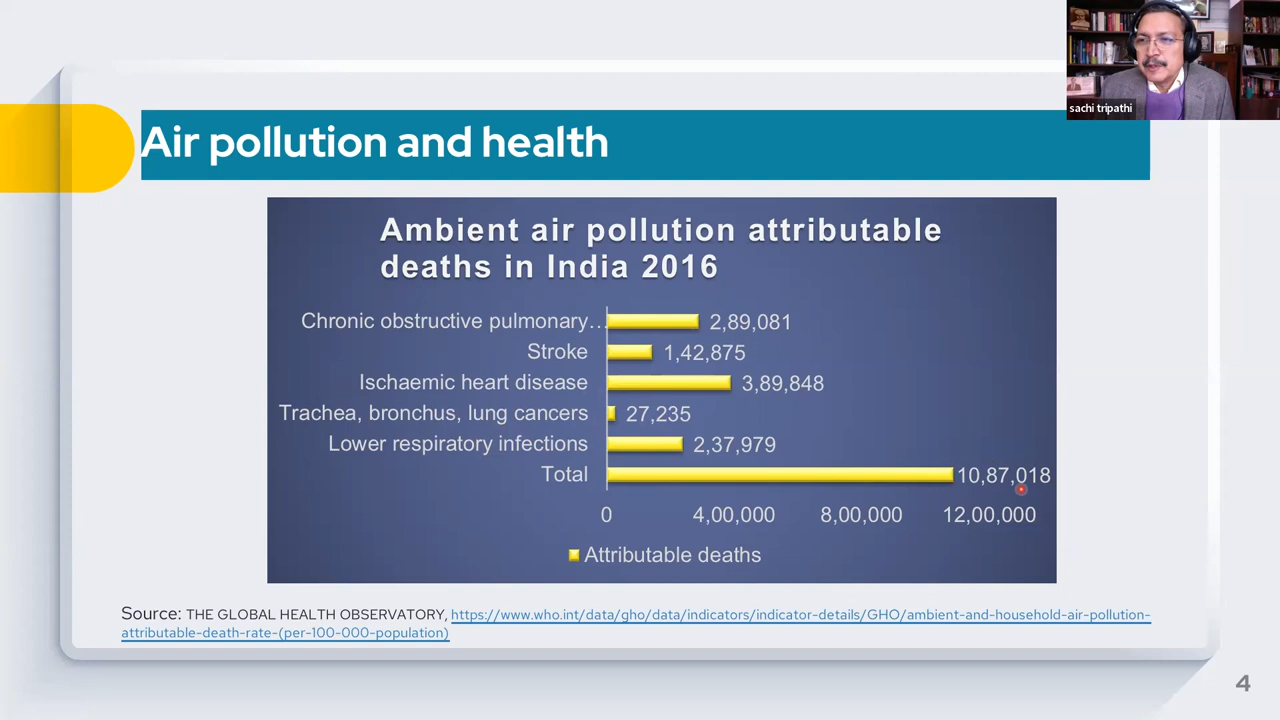 sachi tripathi
Air pollution and health
Ambient air pollution attributable
deaths in India 2016
Chronic obstructive pulmonary… 2,89,081
Stroke 1,42,875
Ischaemic heart disease 3,89,848
Trachea, bronchus, lung cancers 27,235
Lower respiratory infections 2,37,979
Total 10,87,018
0 4,00,000 8,00,000 12,00,000
Attributable deaths
Source: THE GLOBAL HEALTH OBSERVATORY, https://www.who.int/data/gho/data/indicators/indicator-details/GHO/ambient-and-household-air-pollution-
attributable-death-rate-(per-100-000-population)
4